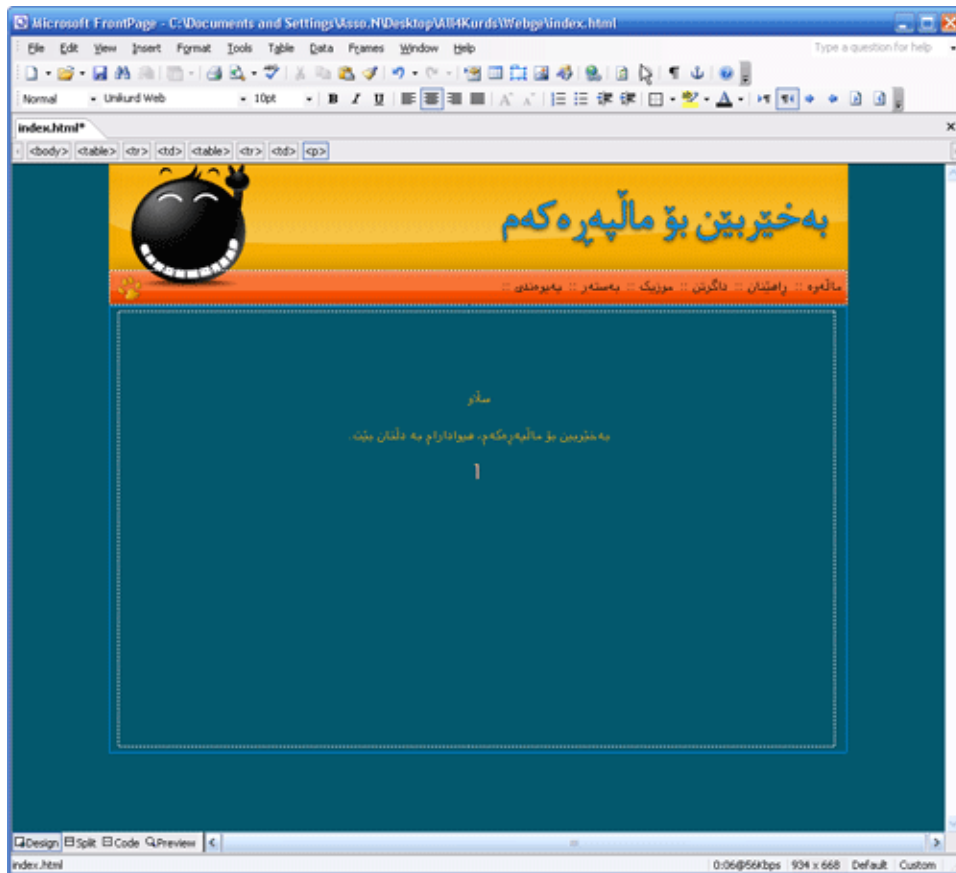 Microsoft FrontPage - C:\Documents and Settings\Asso.N\Desktop\All4Kurds\Webge\index.html
File Edit View Insert Format Tools Table Data Frames Window Help Type a question for help
Normal Unikurd Web 10pt B I U A A A
index.html*
<body> <table> <tr> <td> <table> <tr> <td> <p>
بەخێربێن بۆ ماڵپەڕەکەم
ماڵەوە :: ڕاهێنان :: داگرتن :: موزیک :: بەستەر :: پەیوەندی ::
سڵاو
بەخێربین بۆ ماڵپەڕەکەم، هیوادارام بە دڵتان بێت.
Design Split Code Preview
index.html 0:06@56Kbps 934 x 668 Default Custom